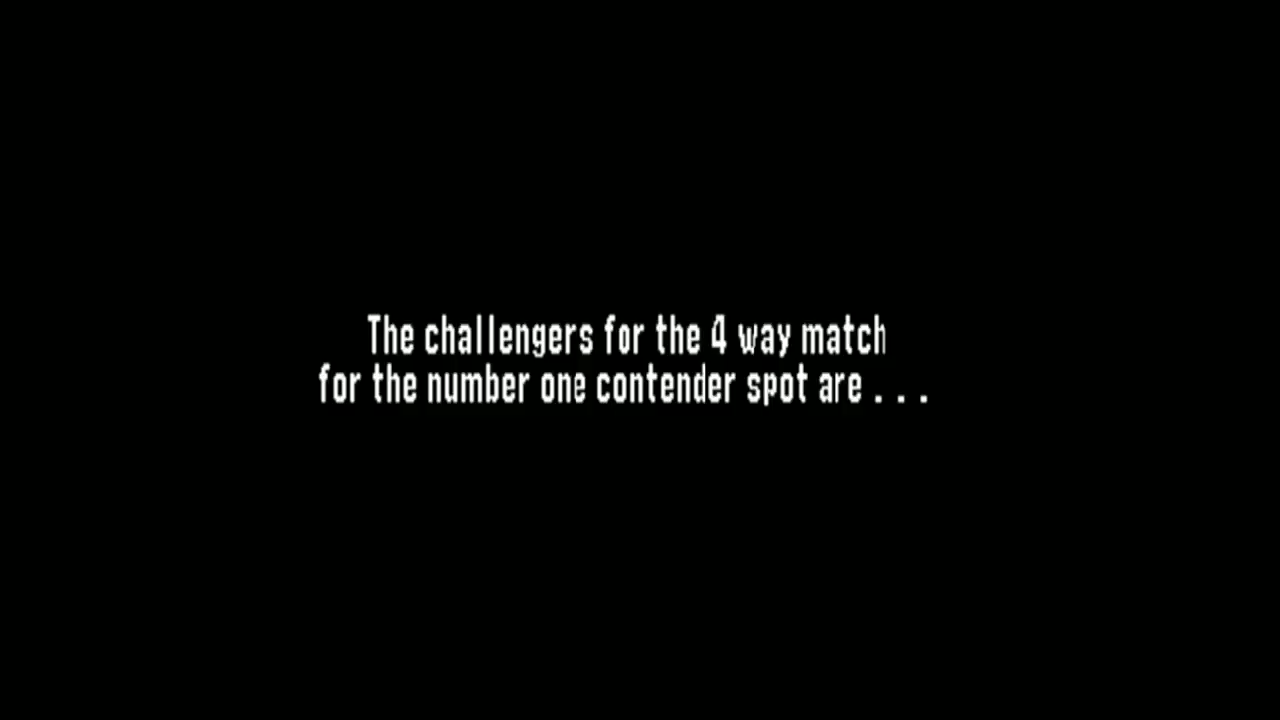 The challengers for the 4 way match
for the number one contender spot are . . .